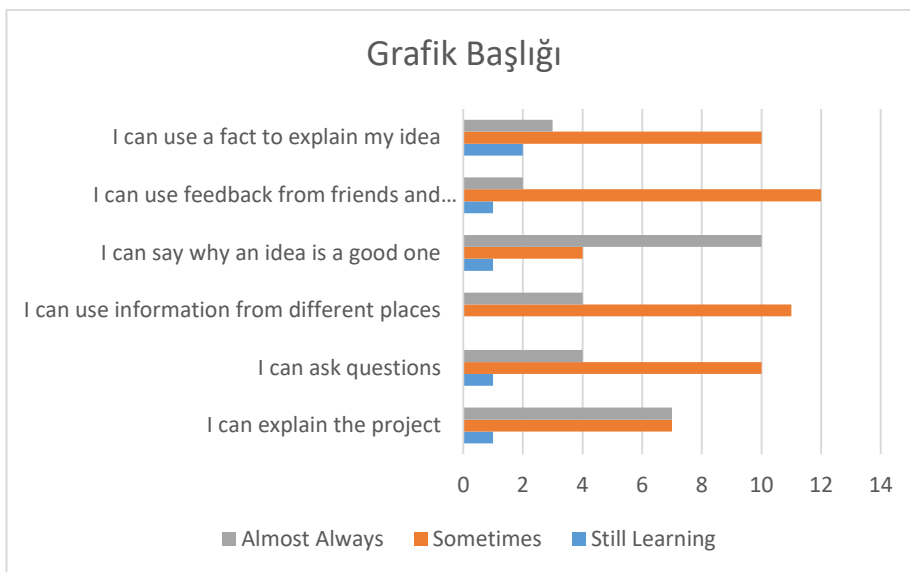 Grafik Başlığı
I can use a fact to explain my idea
I can use feedback from friends and…
I can say why an idea is a good one
I can use information from different places
I can ask questions
I can explain the project
0 2 4 6 8 10 12 14
Almost Always Sometimes Still Learning